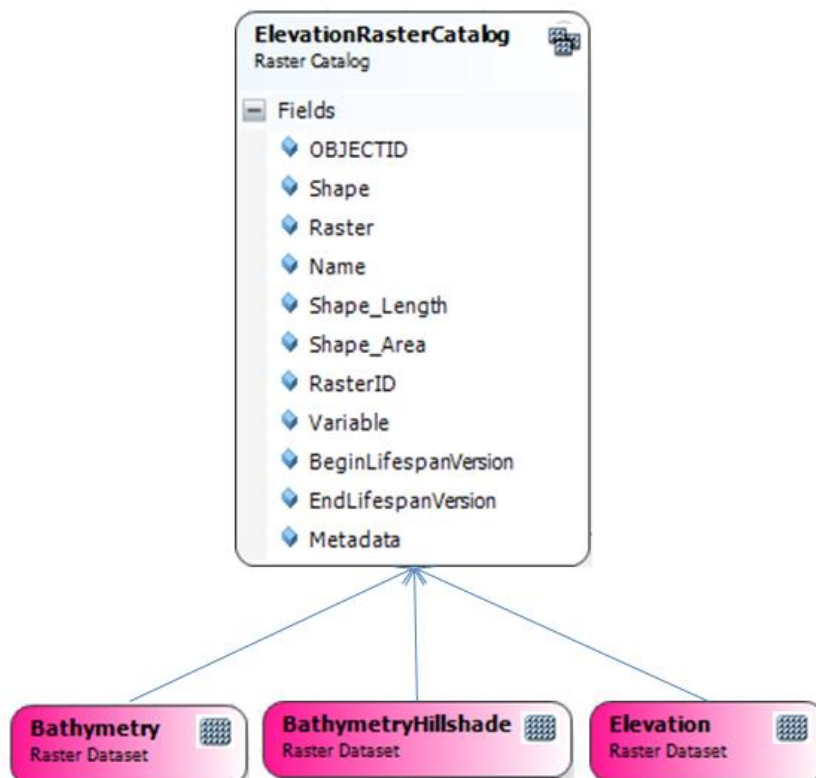 ElevationRasterCatalog
Raster Catalog
Fields
OBJECTID
Shape
Raster
Name
Shape_Length
Shape_Area
RasterID
Variable
BeginLifespanVersion
EndLifespanVersion
Metadata
Bathymetry
Raster Dataset
BathymetryHillshade
Raster Dataset
Elevation
Raster Dataset